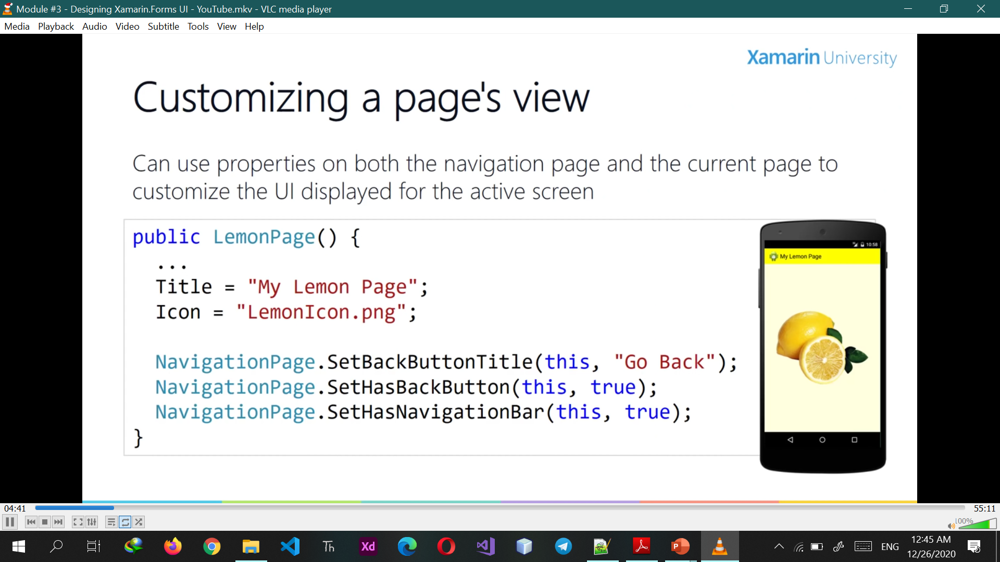 Module #3 - Designing Xamarin.Forms UI - YouTube.mkv - VLC media player
Media Playback Audio Video Subtitle Tools View Help
Xamarin University
Customizing a page's view
Can use properties on both the navigation page and the current page to
customize the UI displayed for the active screen
public LemonPage() {
...
Title = "My Lemon Page";
Icon = "LemonIcon.png";
NavigationPage.SetBackButtonTitle(this, "Go Back");
NavigationPage.SetHasBackButton(this, true);
NavigationPage.SetHasNavigationBar(this, true);
}
10:58
My Lemon Page
04:41
55:11
100%
Th
Xd
P
ENG
12:45 AM
12/26/2020